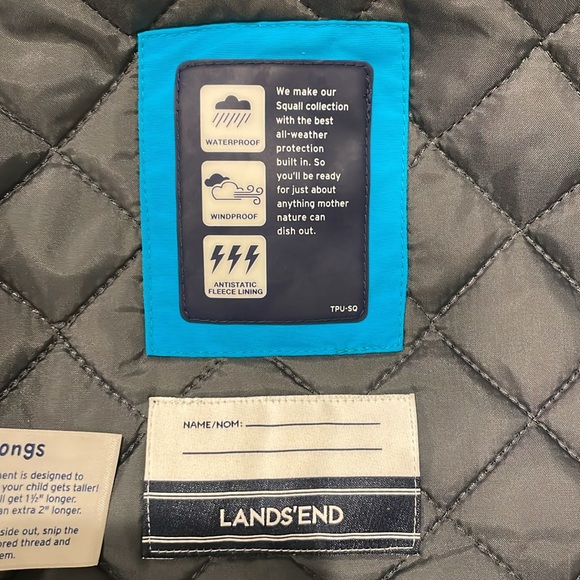 We make our
Squall collection
with the best
all-weather
protection
built in. So
you'll be ready
for just about
anything mother
nature can
dish out.
WATERPROOF
WINDPROOF
ANTISTATIC
FLEECE LINING
TPU-SQ
NAME/NOM:
LANDS'END
ongs
ment is designed to
your child gets taller!
ll get 1½" longer.
an extra 2" longer.
side out, snip the
ored thread and
em.